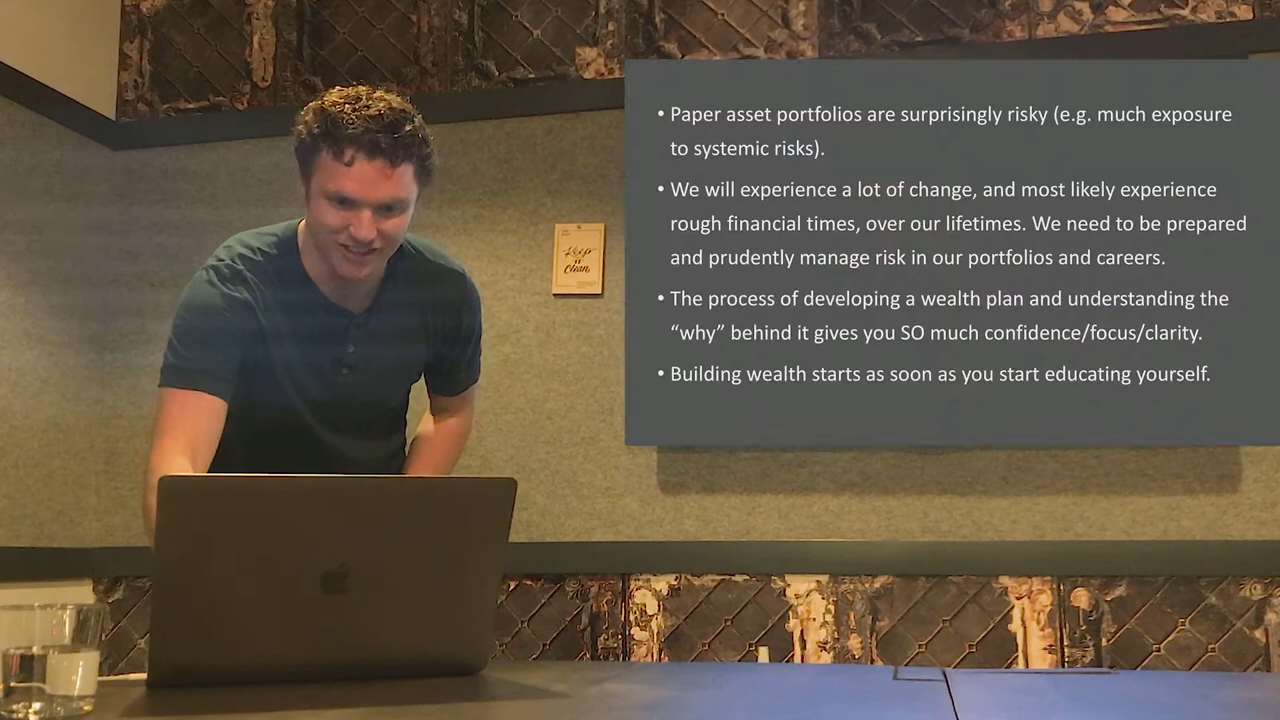 • Paper asset portfolios are surprisingly risky (e.g. much exposure
to systemic risks).
• We will experience a lot of change, and most likely experience
rough financial times, over our lifetimes. We need to be prepared
and prudently manage risk in our portfolios and careers.
• The process of developing a wealth plan and understanding the
“why” behind it gives you SO much confidence/focus/clarity.
• Building wealth starts as soon as you start educating yourself.
Keep
IT
Clean